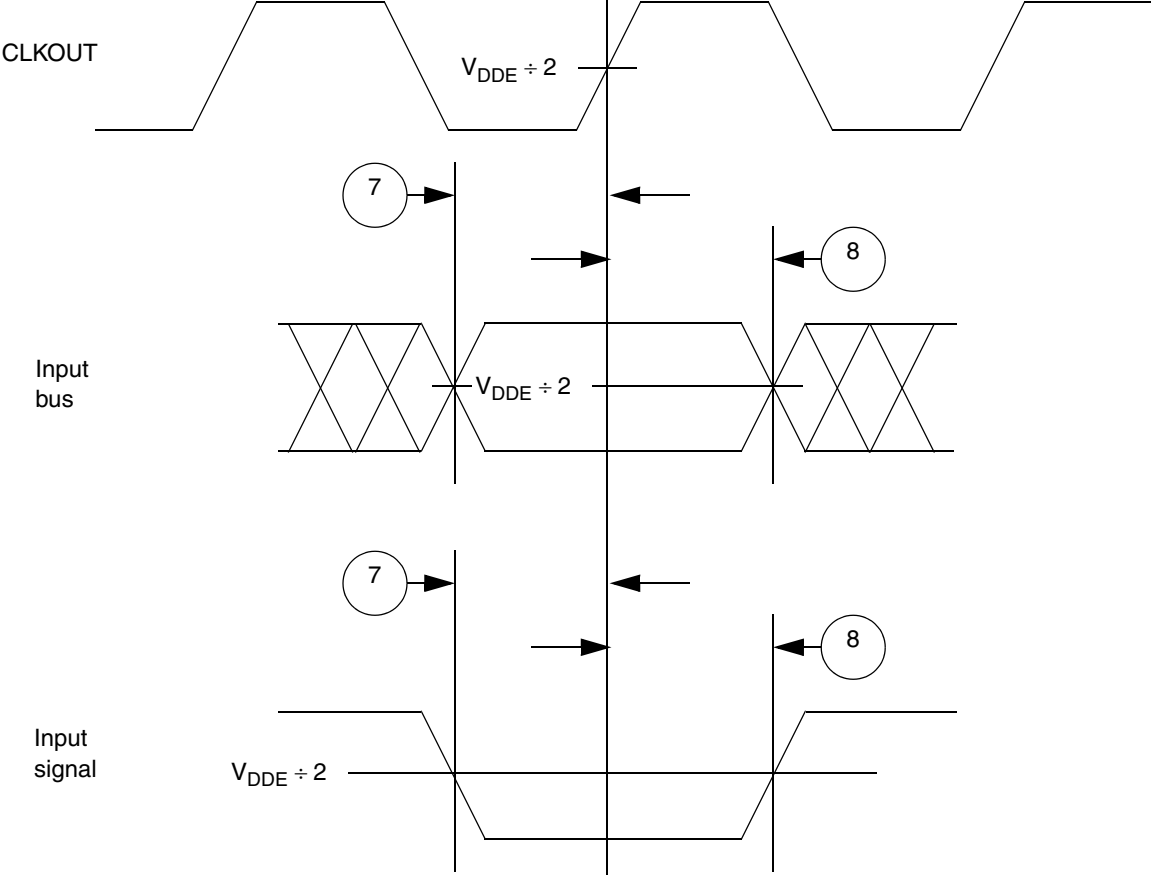 CLKOUT
VDDE ÷ 2
7
8
Input
bus
VDDE ÷ 2
7
8
Input
signal
VDDE ÷ 2